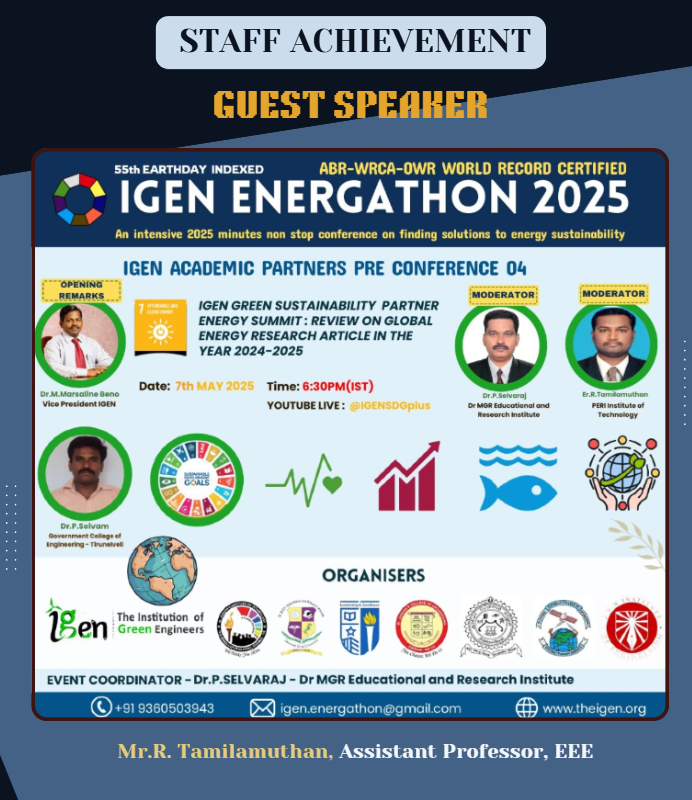 STAFF ACHIEVEMENT
GUEST SPEAKER
55th EARTHDAY INDEXED
ABR-WRCA-OWR WORLD RECORD CERTIFIED
IGEN ENERGATHON 2025
An intensive 2025 minutes non stop conference on finding solutions to energy sustainability
IGEN ACADEMIC PARTNERS PRE CONFERENCE 04
OPENING
REMARKS
Dr.M.Marsaline Beno
Vice President IGEN
7 AFFORDABLE AND
CLEAN ENERGY
IGEN GREEN SUSTAINABILITY PARTNER
ENERGY SUMMIT : REVIEW ON GLOBAL
ENERGY RESEARCH ARTICLE IN THE
YEAR 2024-2025
Date: 7th MAY 2025 Time: 6:30PM(IST)
YOUTUBE LIVE : @IGENSDGplus
MODERATOR
Dr.P.Selvaraj
Dr MGR Educational and
Research Institute
MODERATOR
Er.R.Tamilamuthan
PERI Institute of
Technology
Dr.P.Selvam
Government College of
Engineering - Tirunelveli
SUSTAINABLE
DEVELOPMENT
GOALS
ORGANISERS
igen
The Institution of
Green Engineers
EVENT COORDINATOR - Dr.P.SELVARAJ - Dr MGR Educational and Research Institute
+91 9360503943
igen.energathon@gmail.com
www.theigen.org
Mr.R. Tamilamuthan, Assistant Professor, EEE